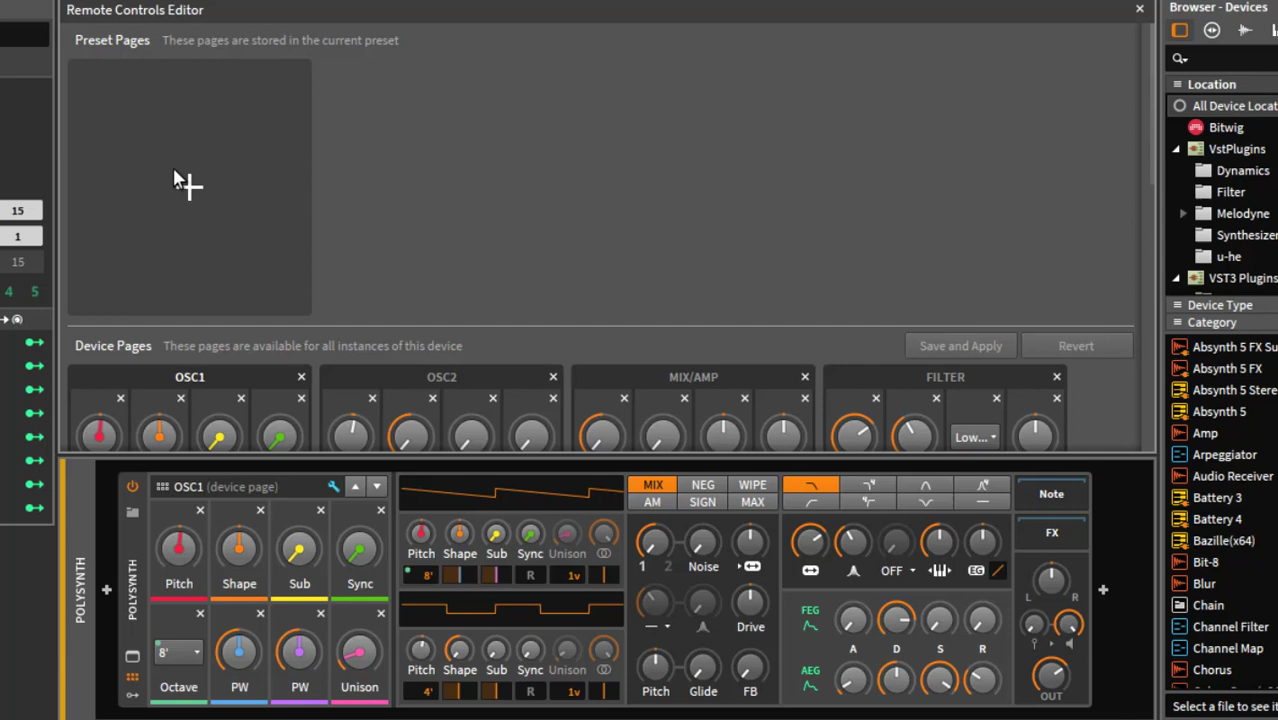 Remote Controls Editor
Preset Pages These pages are stored in the current preset
15
1
15
4 5
Device Pages These pages are available for all instances of this device
Save and Apply
Revert
OSC1
OSC2
MIX/AMP
FILTER
Low...
POLYSYNTH
POLYSYNTH
OSC1 (device page)
Pitch Shape Sub Sync
8'
Octave PW PW Unison
Pitch Shape Sub Sync Unison
8' R 1v
Pitch Shape Sub Sync Unison
4' R 1v
MIX NEG WIPE
AM SIGN MAX
1 2 Noise
Drive
Pitch Glide FB
OFF EG
FEG
A D S R
AEG
Note
FX
L R
OUT
Browser - Devices
Location
All Device Locat
Bitwig
VstPlugins
Dynamics
Filter
Melodyne
Synthesizer
u-he
VST3 Plugins
Device Type
Category
Absynth 5 FX Su
Absynth 5 FX
Absynth 5 Stere
Absynth 5
Amp
Arpeggiator
Audio Receiver
Battery 3
Battery 4
Bazille(x64)
Bit-8
Blur
Chain
Channel Filter
Channel Map
Chorus
Select a file to see it